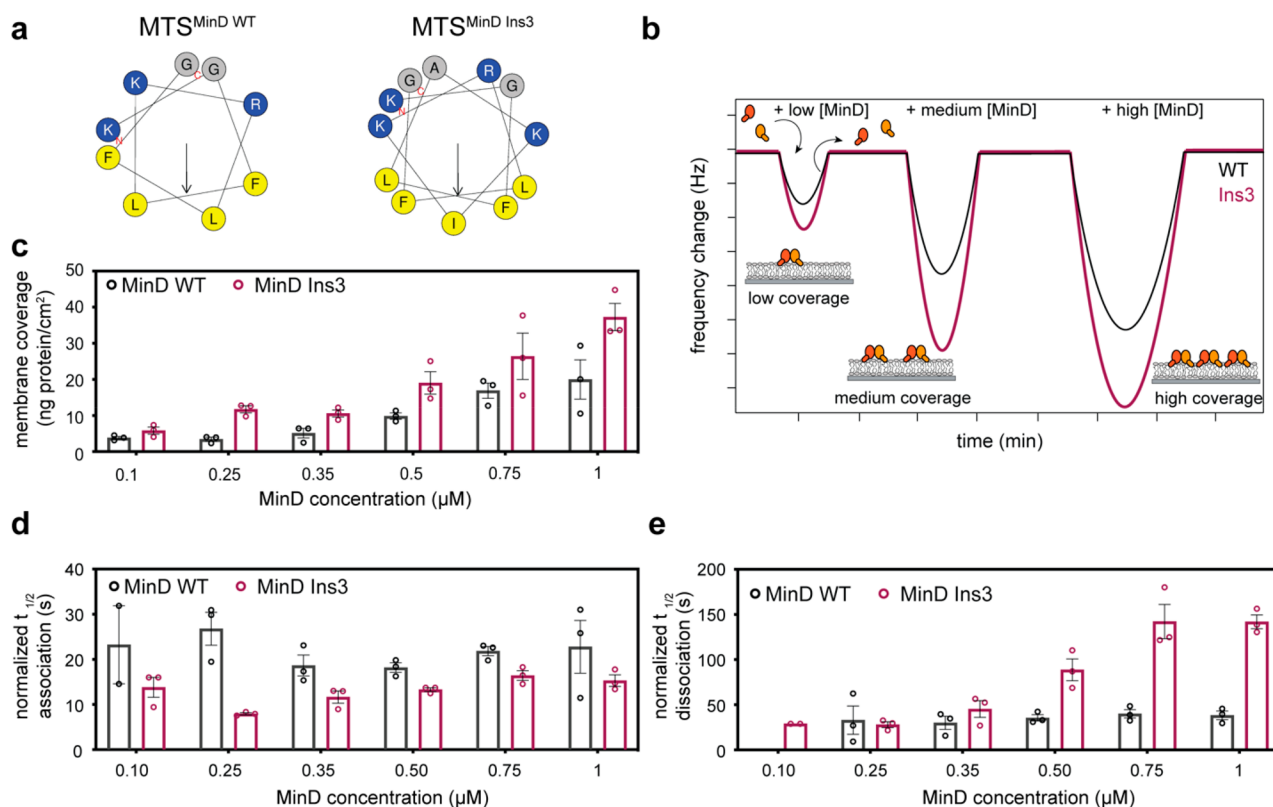 a
MTS^MinD WT
MTS^MinD Ins3
G
G
C
K
R
K
N
F
F
L
L
A
R
G
C
G
K
N
K
K
L
L
F
F
I
b
+ low [MinD]
+ medium [MinD]
+ high [MinD]
WT
Ins3
low coverage
medium coverage
high coverage
frequency change (Hz)
time (min)
c
MinD WT
MinD Ins3
50
40
30
20
10
0
membrane coverage
(ng protein/cm²)
0.1 0.25 0.35 0.5 0.75 1
MinD concentration (µM)
d
MinD WT
MinD Ins3
40
30
20
10
0
normalized t 1/2
association (s)
0.10 0.25 0.35 0.50 0.75 1
MinD concentration (µM)
e
MinD WT
MinD Ins3
200
150
100
50
0
normalized t 1/2
dissociation (s)
0.10 0.25 0.35 0.50 0.75 1
MinD concentration (µM)